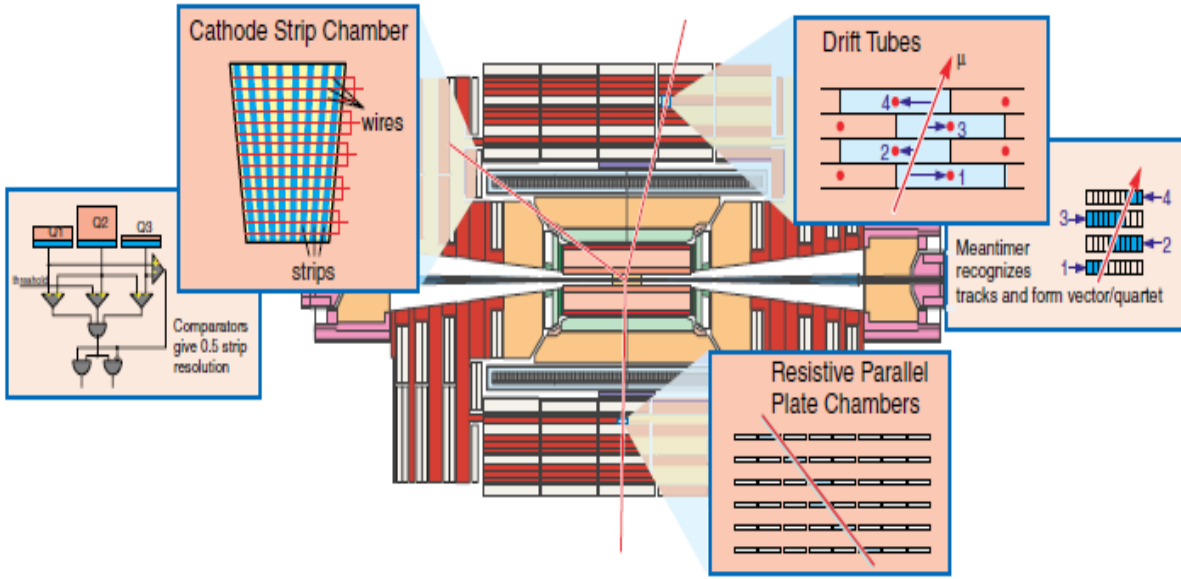 Cathode Strip Chamber
wires
strips
Q1
Q2
Q3
threshold
Comparators
give 0.5 strip
resolution
Drift Tubes
μ
4
3
2
1
4
3
2
1
Meantimer
recognizes
tracks and form vector/quartet
Resistive Parallel
Plate Chambers